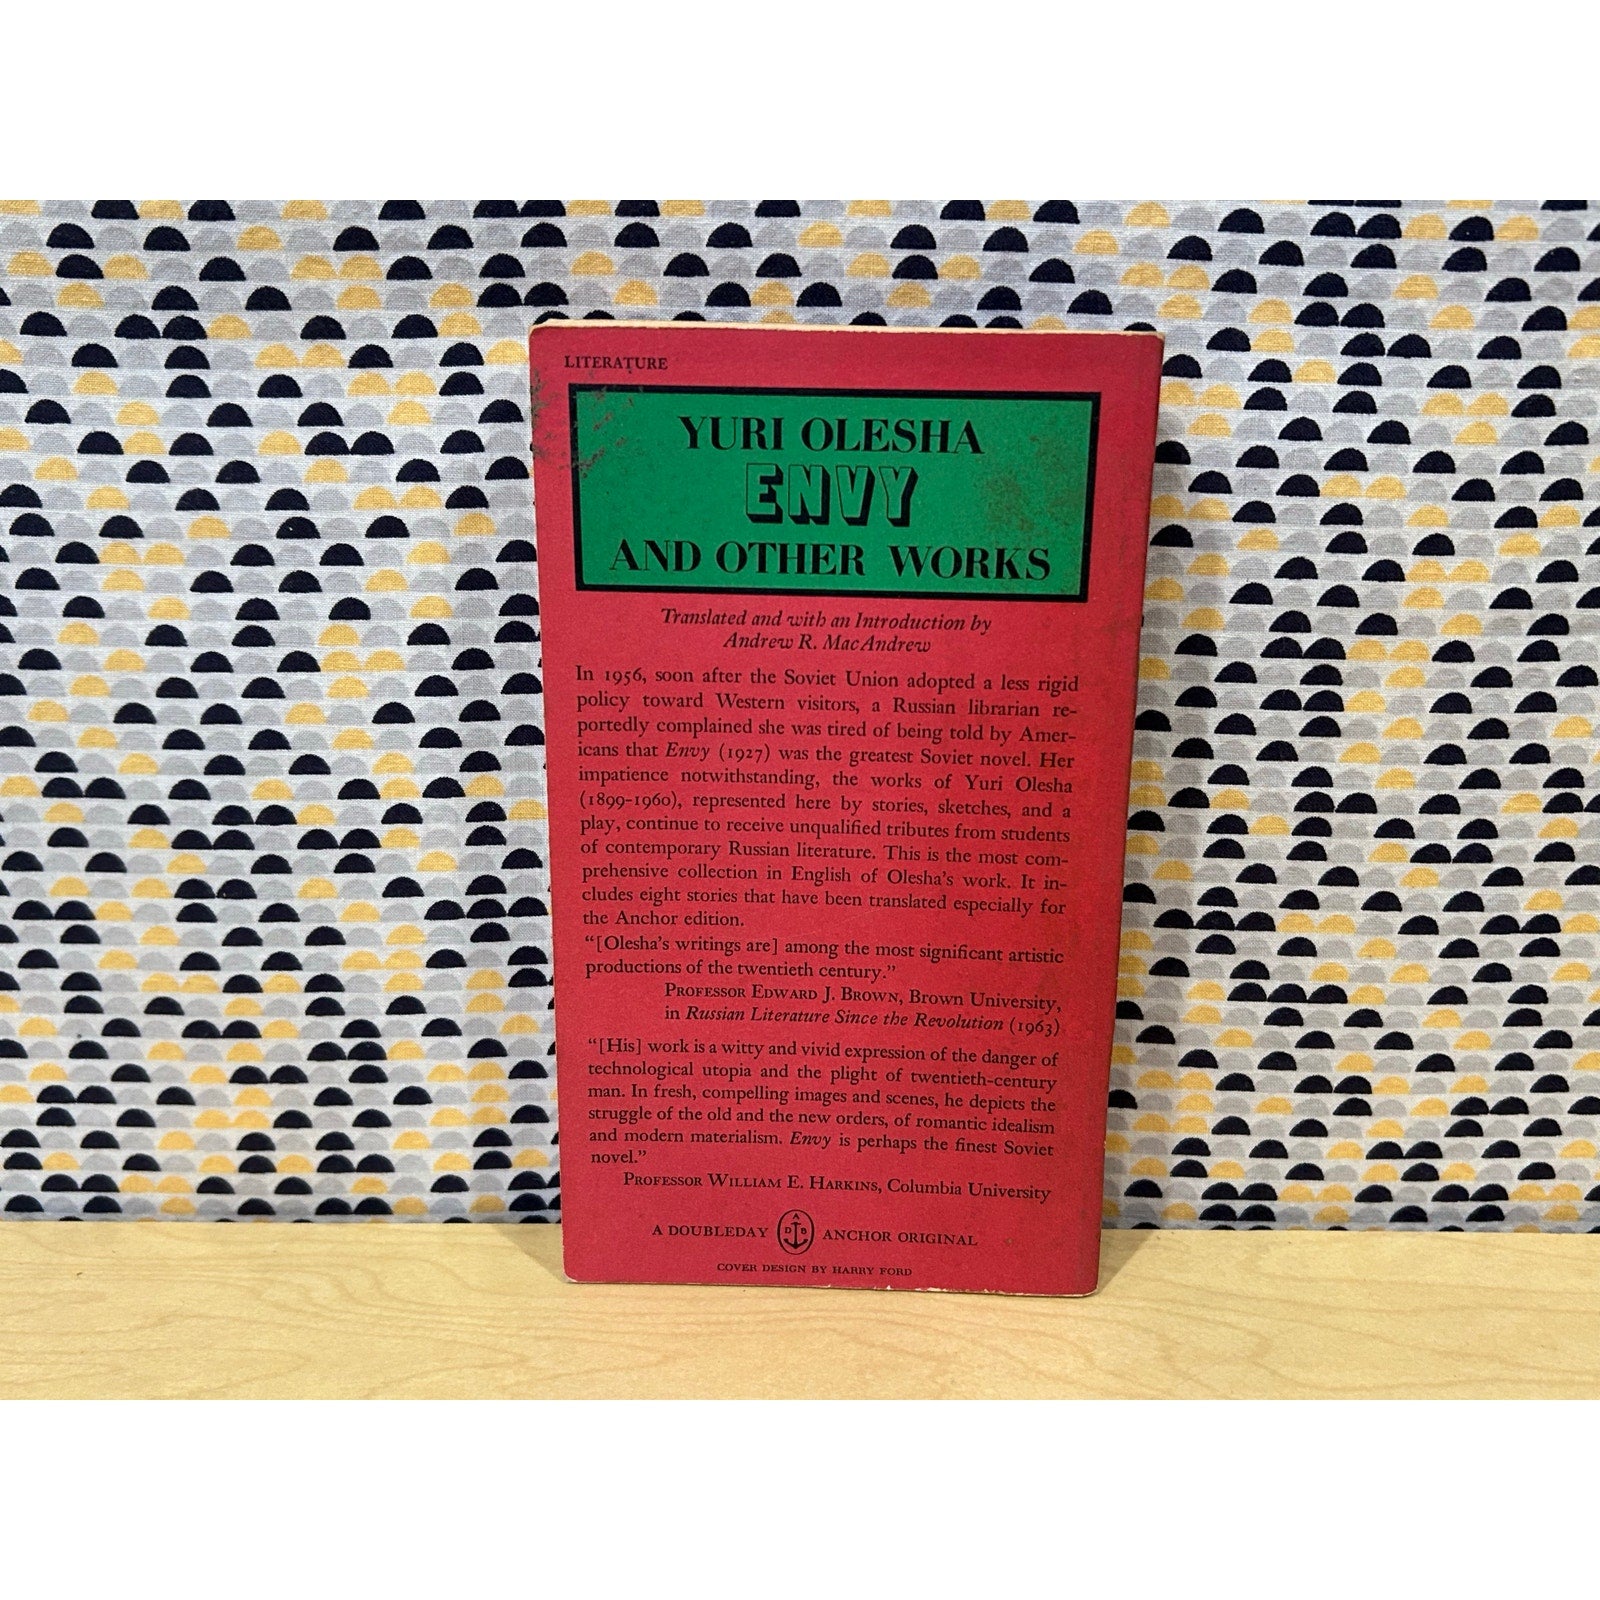 LITERATURE
YURI OLESHA
ENVY
AND OTHER WORKS
Translated and with an Introduction by
Andrew R. MacAndrew
In 1956, soon after the Soviet Union adopted a less rigid
policy toward Western visitors, a Russian librarian re-
portedly complained she was tired of being told by Amer-
icans that Envy (1927) was the greatest Soviet novel. Her
impatience notwithstanding, the works of Yuri Olesha
(1899-1960), represented here by stories, sketches, and a
play, continue to receive unqualified tributes from students
of contemporary Russian literature. This is the most com-
prehensive collection in English of Olesha's work. It in-
cludes eight stories that have been translated especially for
the Anchor edition.
"[Olesha's writings are] among the most significant artistic
productions of the twentieth century."
PROFESSOR EDWARD J. BROWN, Brown University,
in Russian Literature Since the Revolution (1963)
"[His] work is a witty and vivid expression of the danger of
technological utopia and the plight of twentieth-century
man. In fresh, compelling images and scenes, he depicts the
struggle of the old and the new orders, of romantic idealism
and modern materialism. Envy is perhaps the finest Soviet
novel."
PROFESSOR WILLIAM E. HARKINS, Columbia University
A DOUBLEDAY A D B ANCHOR ORIGINAL
COVER DESIGN BY HARRY FORD